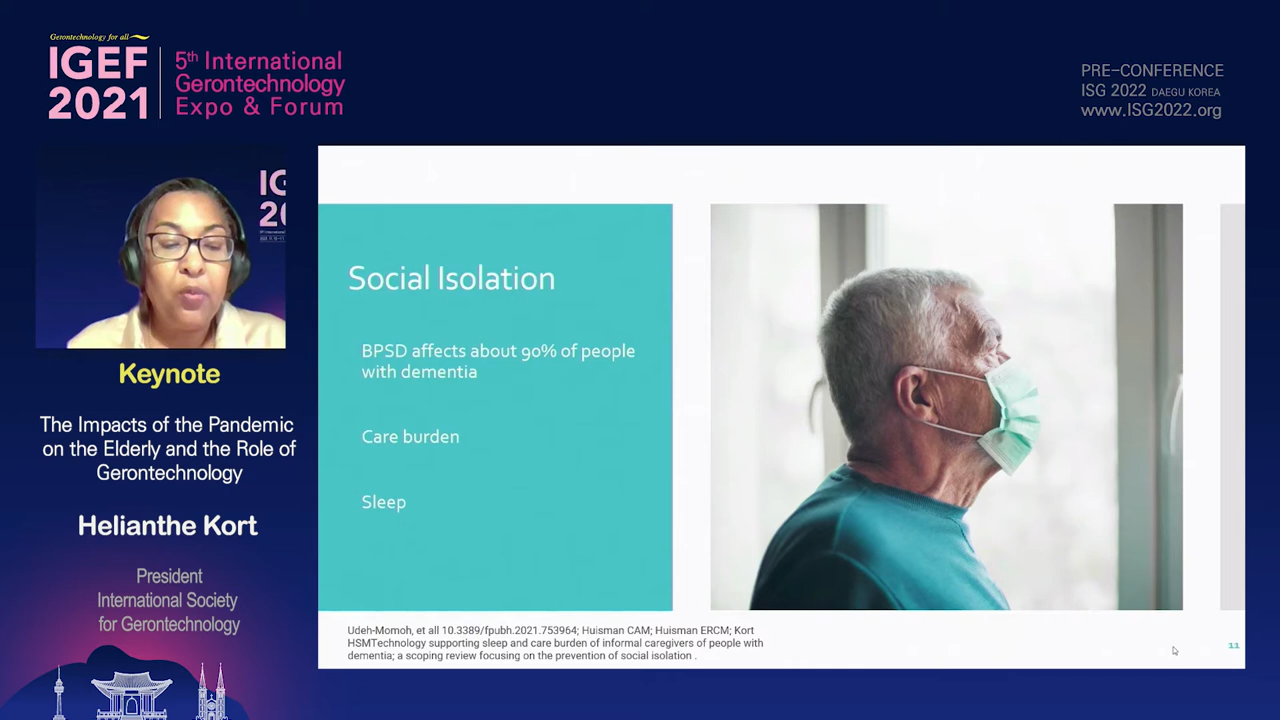 Gerontechnology for all
IGEF
2021
5th International
Gerontechnology
Expo & Forum
PRE-CONFERENCE
ISG 2022 DAEGU KOREA
www.ISG2022.org
IG
20
Keynote
The Impacts of the Pandemic
on the Elderly and the Role of
Gerontechnology
Helianthe Kort
President
International Society
for Gerontechnology
Social Isolation
BPSD affects about 90% of people
with dementia
Care burden
Sleep
Udeh-Momoh, et all 10.3389/fpubh.2021.753964; Huisman CAM; Huisman ERCM; Kort
HSMTechnology supporting sleep and care burden of informal caregivers of people with
dementia; a scoping review focusing on the prevention of social isolation .
11